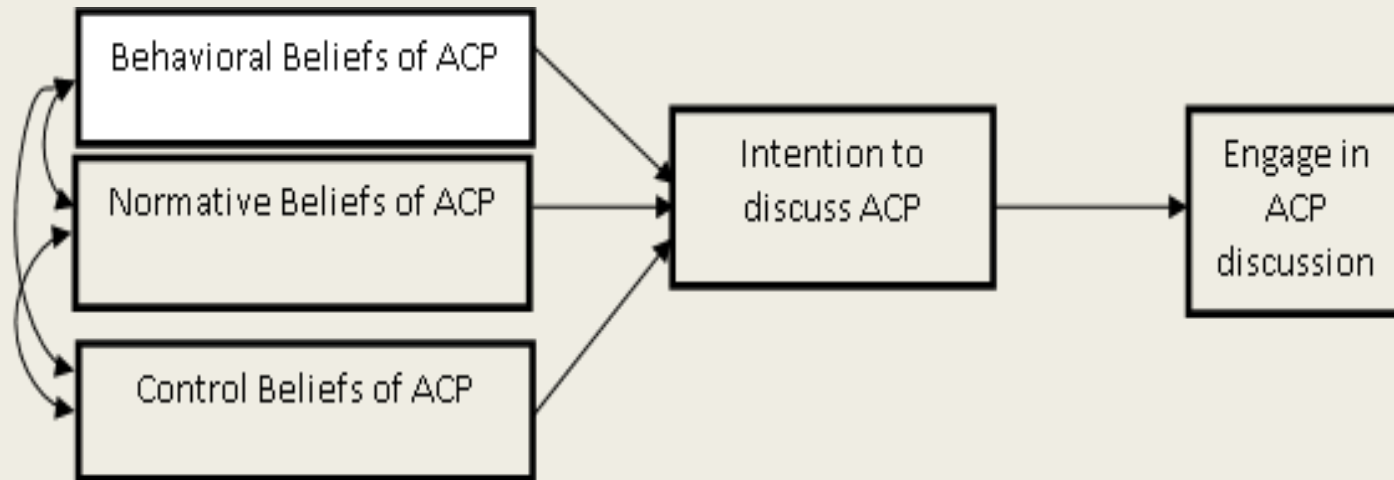 Behavioral Beliefs of ACP
Normative Beliefs of ACP
Control Beliefs of ACP
Intention to
discuss ACP
Engage in
ACP
discussion